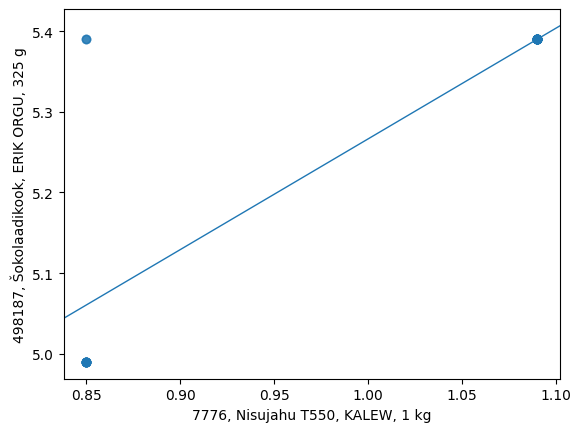 5.4
5.3
5.2
5.1
5.0
498187, Šokolaadikook, ERIK ORGU, 325 g
0.85 0.90 0.95 1.00 1.05 1.10
7776, Nisujahu T550, KALEW, 1 kg